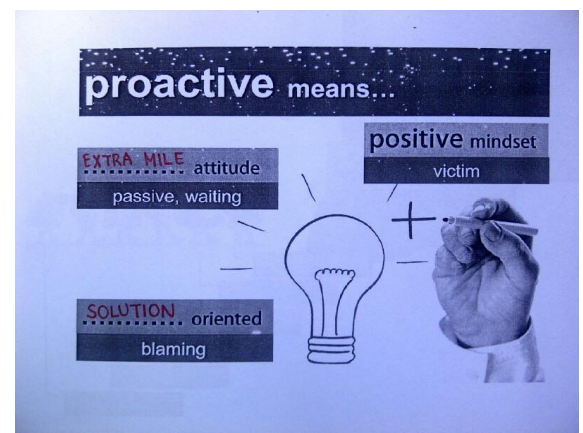 proactive means...
EXTRA MILE attitude
passive, waiting
positive mindset
victim
SOLUTION oriented
blaming